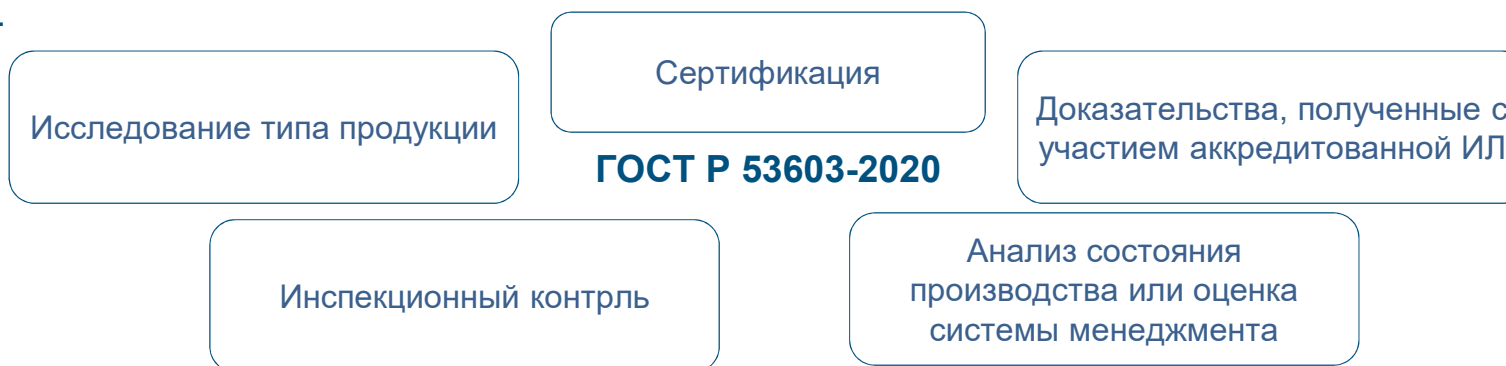 Сертификация
Исследование типа продукции
Доказательства, полученные с
участием аккредитованной ИЛ
ГОСТ Р 53603-2020
Инспекционный контрль
Анализ состояния
производства или оценка
системы менеджмента